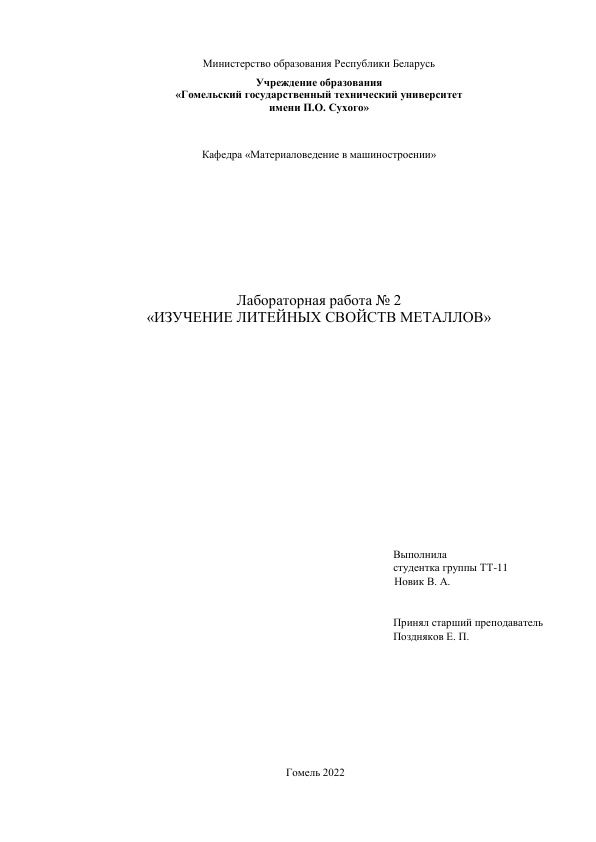 Министерство образования Республики Беларусь
Учреждение образования
«Гомельский государственный технический университет
имени П.О. Сухого»
Кафедра «Материаловедение в машиностроении»
Лабораторная работа № 2
«ИЗУЧЕНИЕ ЛИТЕЙНЫХ СВОЙСТВ МЕТАЛЛОВ»
Выполнила
студентка группы ТТ-11
Новик В. А.
Принял старший преподаватель
Поздняков Е. П.
Гомель 2022